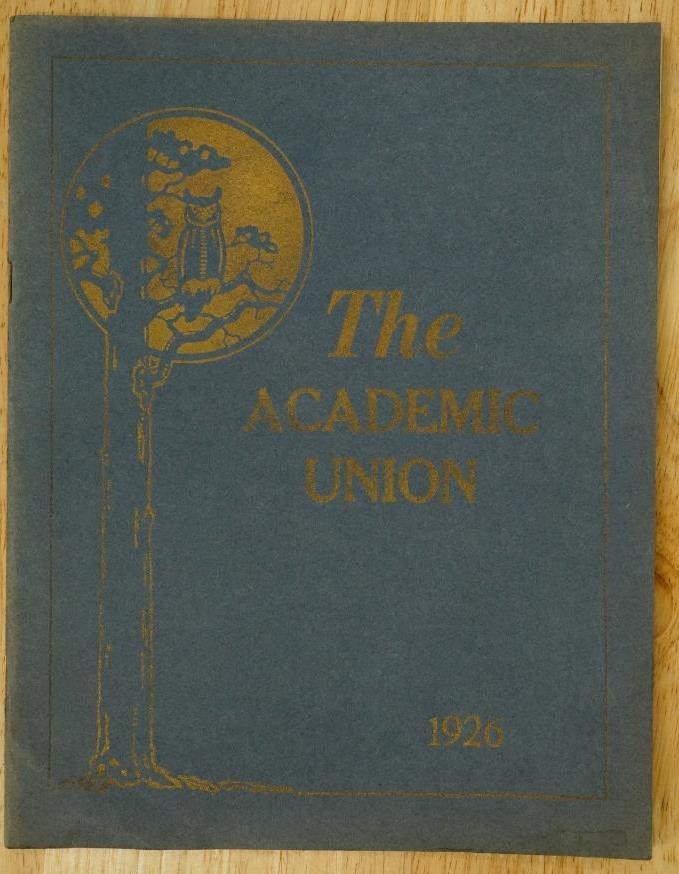 The
ACADEMIC
UNION
1926